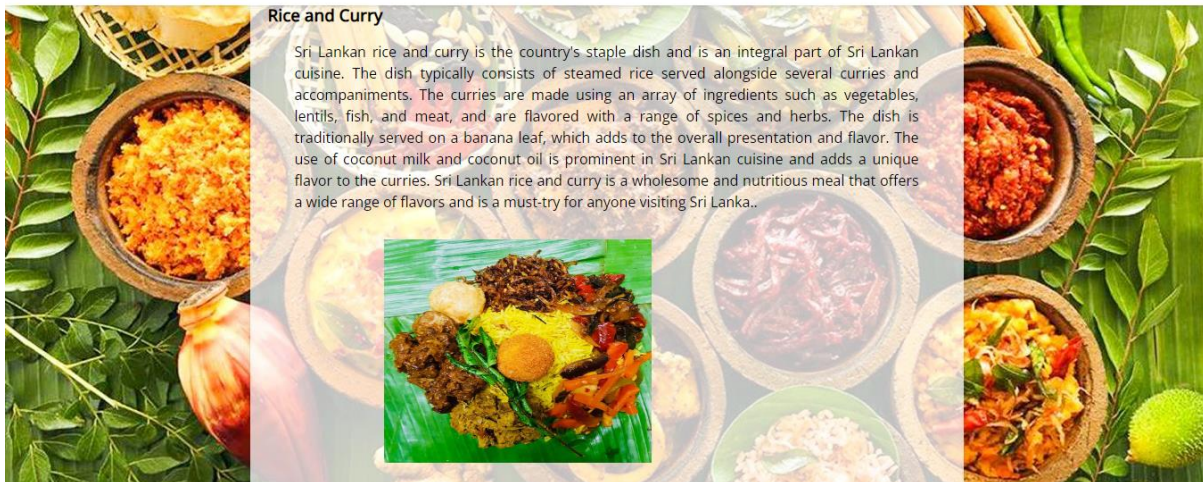 Rice and Curry
Sri Lankan rice and curry is the country's staple dish and is an integral part of Sri Lankan
cuisine. The dish typically consists of steamed rice served alongside several curries and
accompaniments. The curries are made using an array of ingredients such as vegetables,
lentils, fish, and meat, and are flavored with a range of spices and herbs. The dish is
traditionally served on a banana leaf, which adds to the overall presentation and flavor. The
use of coconut milk and coconut oil is prominent in Sri Lankan cuisine and adds a unique
flavor to the curries. Sri Lankan rice and curry is a wholesome and nutritious meal that offers
a wide range of flavors and is a must-try for anyone visiting Sri Lanka..